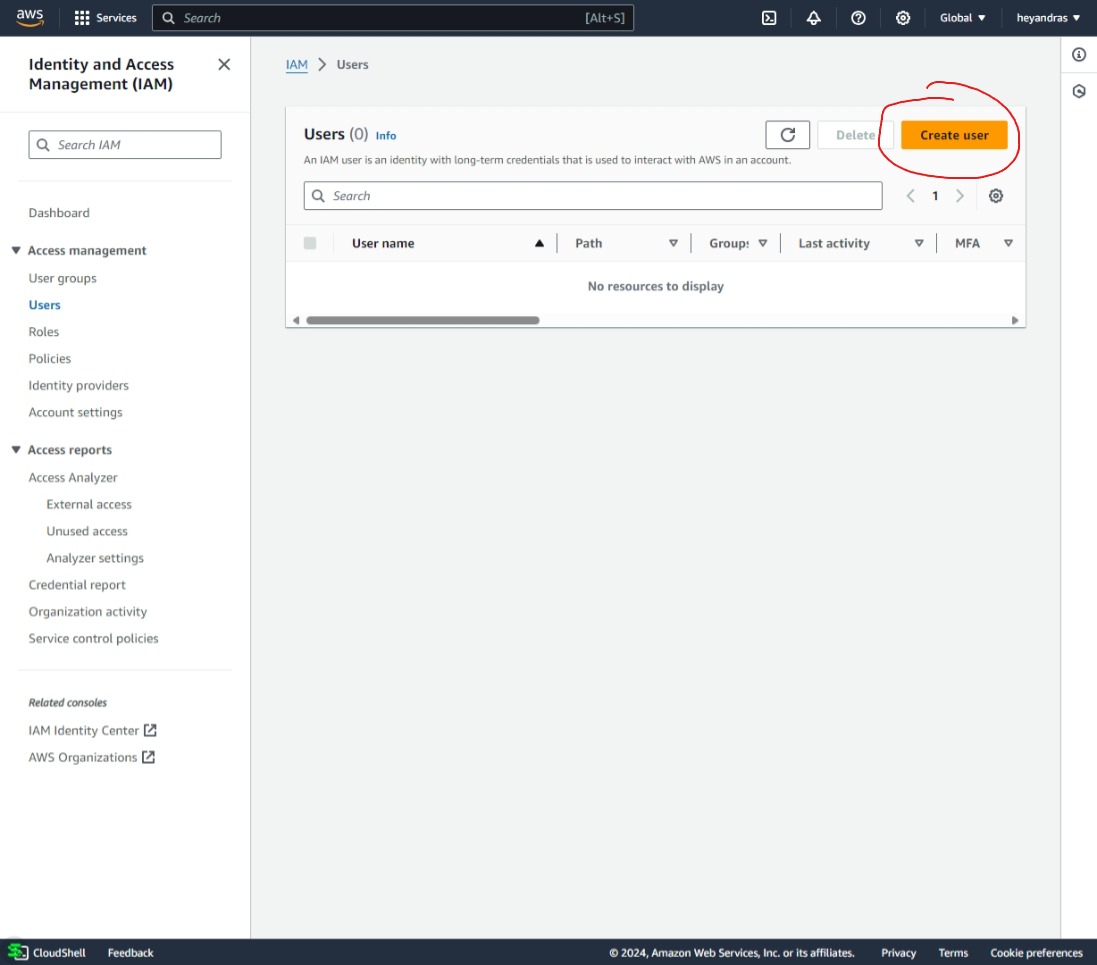 aws
Services
Search
[Alt+S]
Global
heyandras
Identity and Access
Management (IAM)
Search IAM
Dashboard
Access management
User groups
Users
Roles
Policies
Identity providers
Account settings
Access reports
Access Analyzer
External access
Unused access
Analyzer settings
Credential report
Organization activity
Service control policies
Related consoles
IAM Identity Center
AWS Organizations
IAM > Users
Users (0) Info
Delete
Create user
An IAM user is an identity with long-term credentials that is used to interact with AWS in an account.
Search
1
User name
Path
Groups
Last activity
MFA
No resources to display
CloudShell
Feedback
© 2024, Amazon Web Services, Inc. or its affiliates.
Privacy
Terms
Cookie preferences